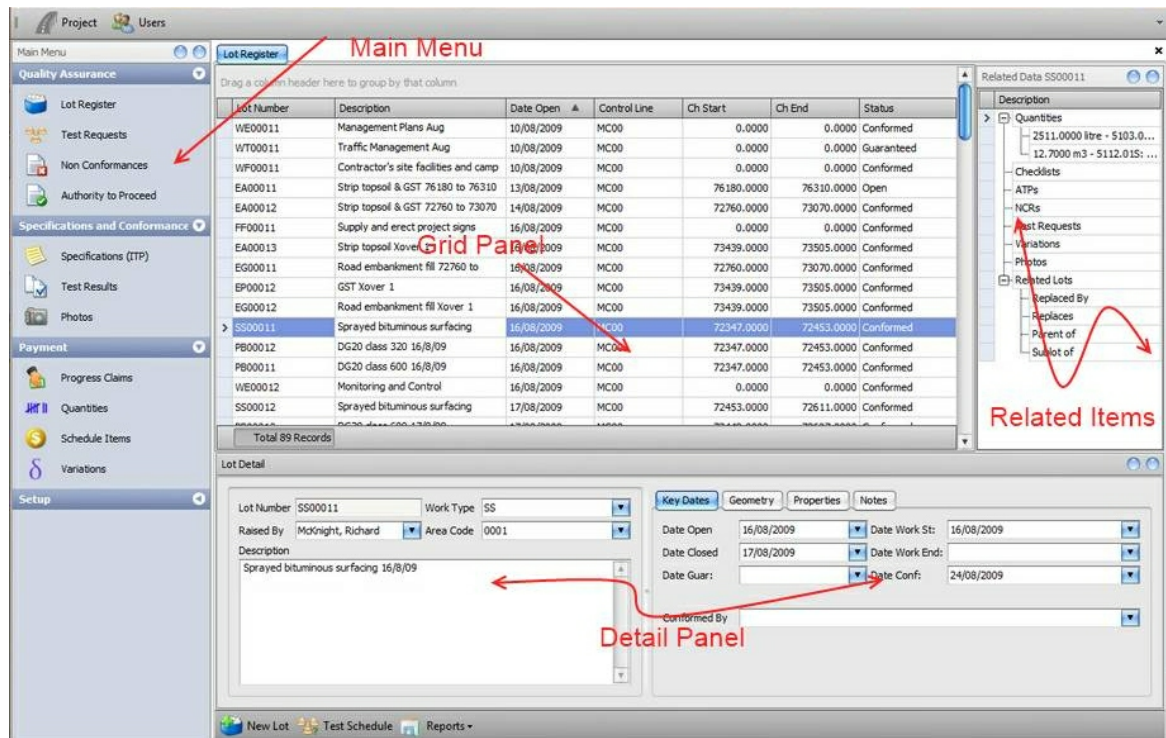 Project Users
Main Menu
Main Menu
Quality Assurance
Lot Register
Test Requests
Non Conformances
Authority to Proceed
Specifications and Conformance
Specifications (ITP)
Test Results
Photos
Payment
Progress Claims
Quantities
Schedule Items
Variations
Setup
Lot Register
Drag a column header here to group by that column
Lot Number Description Date Open Control Line Ch Start Ch End Status
WE00011 Management Plans Aug 10/08/2009 MC00 0.0000 0.0000 Conformed
WT00011 Traffic Management Aug 10/08/2009 MC00 0.0000 0.0000 Guaranteed
WF00011 Contractor's site facilities and camp 10/08/2009 MC00 0.0000 0.0000 Conformed
EA00011 Strip topsoil & GST 76180 to 76310 13/08/2009 MC00 76180.0000 76310.0000 Open
EA00012 Strip topsoil & GST 72760 to 73070 14/08/2009 MC00 72760.0000 73070.0000 Conformed
FF00011 Supply and erect project signs 16/08/2009 MC00 0.0000 0.0000 Conformed
EA00013 Strip topsoil Xover 1 16/08/2009 MC00 73439.0000 73505.0000 Conformed
Grid Panel
EG00011 Road embankment fill 72760 to 16/08/2009 MC00 72760.0000 73070.0000 Conformed
EP00012 GST Xover 1 16/08/2009 MC00 73439.0000 73505.0000 Conformed
EG00012 Road embankment fill Xover 1 16/08/2009 MC00 73439.0000 73505.0000 Conformed
SS00011 Sprayed bituminous surfacing 16/08/2009 MC00 72347.0000 72453.0000 Conformed
PB00012 DG20 class 320 16/8/09 16/08/2009 MC00 72347.0000 72453.0000 Conformed
PB00011 DG20 class 600 16/8/09 16/08/2009 MC00 72347.0000 72453.0000 Conformed
WE00012 Monitoring and Control 16/08/2009 MC00 0.0000 0.0000 Conformed
SS00012 Sprayed bituminous surfacing 17/08/2009 MC00 72453.0000 72611.0000 Conformed
Total 89 Records
Related Data SS00011
Description
Quantities
2511.0000 litre - 5103.0...
12.7000 m3 - 5112.01S: ...
Checklists
ATPs
NCRs
Test Requests
Variations
Photos
Related Lots
Replaced By
Replaces
Parent of
Sublot of
Related Items
Lot Detail
Lot Number SS00011 Work Type SS
Raised By McKnight, Richard Area Code 0001
Description
Sprayed bituminous surfacing 16/8/09
Key Dates Geometry Properties Notes
Date Open 16/08/2009 Date Work St: 16/08/2009
Date Closed 17/08/2009 Date Work End:
Date Guar: Date Conf: 24/08/2009
Conformed By
Detail Panel
New Lot Test Schedule Reports